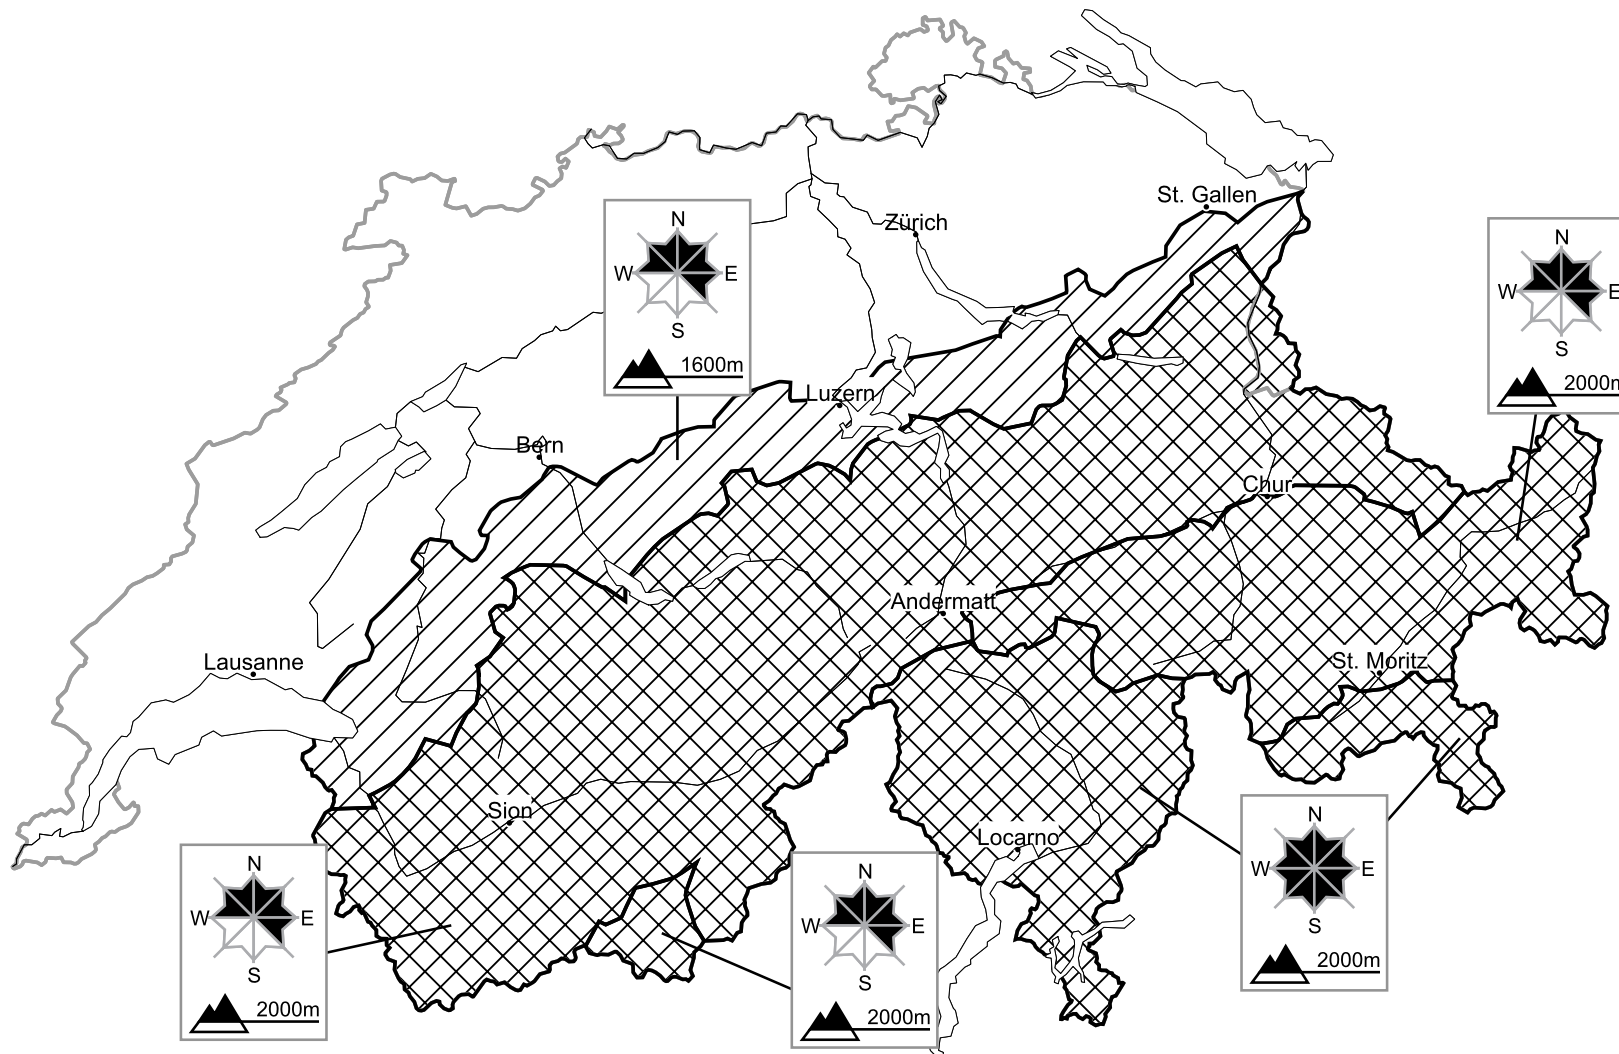 St. Gallen
Zürich
N
W E
S
1600m
N
W E
S
2000m
Luzern
Bern
Chur
Andermatt
Lausanne
St. Moritz
Sion
Locarno
N
W E
S
2000m
N
W E
S
2000m
N
W E
S
2000m